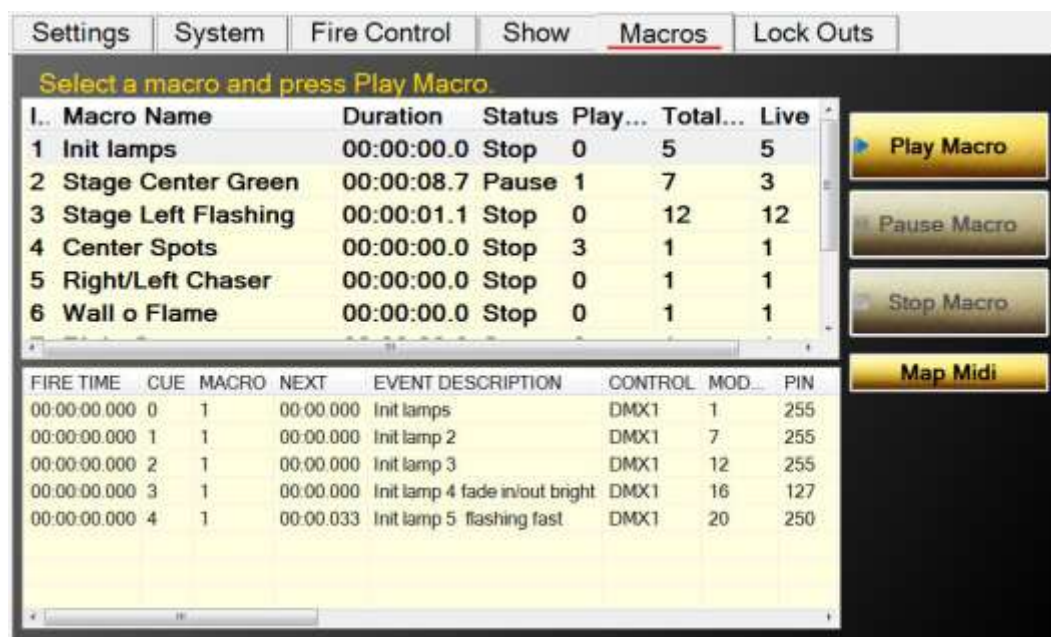 Settings System Fire Control Show Macros Lock Outs
Select a macro and press Play Macro.
I.. Macro Name Duration Status Play... Total... Live
1 Init lamps 00:00:00.0 Stop 0 5 5
2 Stage Center Green 00:00:08.7 Pause 1 7 3
3 Stage Left Flashing 00:00:01.1 Stop 0 12 12
4 Center Spots 00:00:00.0 Stop 3 1 1
5 Right/Left Chaser 00:00:00.0 Stop 0 1 1
6 Wall o Flame 00:00:00.0 Stop 0 1 1
Play Macro
Pause Macro
Stop Macro
Map Midi
FIRE TIME CUE MACRO NEXT EVENT DESCRIPTION CONTROL MOD... PIN
00:00:00.000 0 1 00:00.000 Init lamps DMX1 1 255
00:00:00.000 1 1 00:00.000 Init lamp 2 DMX1 7 255
00:00:00.000 2 1 00:00.000 Init lamp 3 DMX1 12 255
00:00:00.000 3 1 00:00.000 Init lamp 4 fade in/out bright DMX1 16 127
00:00:00.000 4 1 00:00.033 Init lamp 5 flashing fast DMX1 20 250